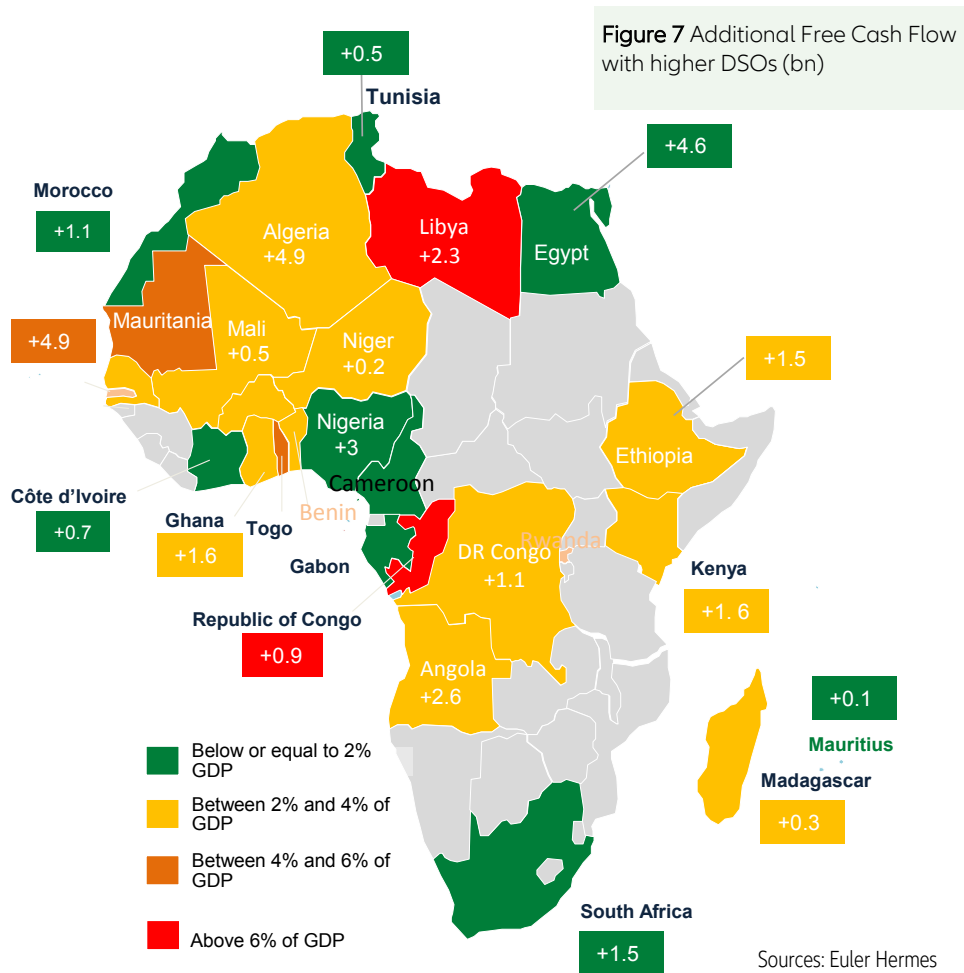 Figure 7 Additional Free Cash Flow
with higher DSOs (bn)
+0.5
Tunisia
+4.6
Morocco
+1.1
Algeria
+4.9
Libya
+2.3
Egypt
Mauritania
+4.9
Mali
+0.5
Niger
+0.2
+1.5
Nigeria
+3
Ethiopia
Cameroon
Côte d'Ivoire
+0.7
Ghana
+1.6
Togo
Benin
Gabon
Rwanda
DR Congo
+1.1
Kenya
+1. 6
Republic of Congo
+0.9
Angola
+2.6
+0.1
Mauritius
Madagascar
+0.3
Below or equal to 2%
GDP
Between 2% and 4% of
GDP
Between 4% and 6% of
GDP
Above 6% of GDP
South Africa
+1.5
Sources: Euler Hermes